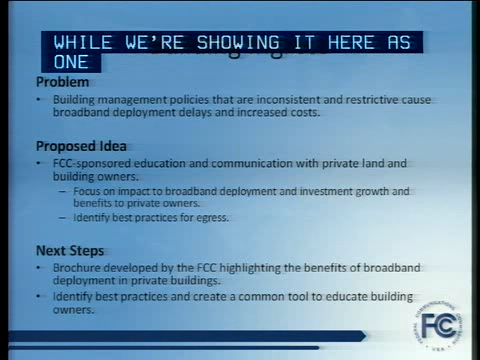 WHILE WE'RE SHOWING IT HERE AS
ONE
Problem
• Building management policies that are inconsistent and restrictive cause
broadband deployment delays and increased costs.
Proposed Idea
• FCC-sponsored education and communication with private land and
building owners.
– Focus on impact to broadband deployment and investment growth and
benefits to private owners.
– Identify best practices for egress.
Next Steps
• Brochure developed by the FCC highlighting the benefits of broadband
deployment in private buildings.
• Identify best practices and create a common tool to educate building
owners.
FEDERAL COMMUNICATIONS COMMISSION
FCC
USA